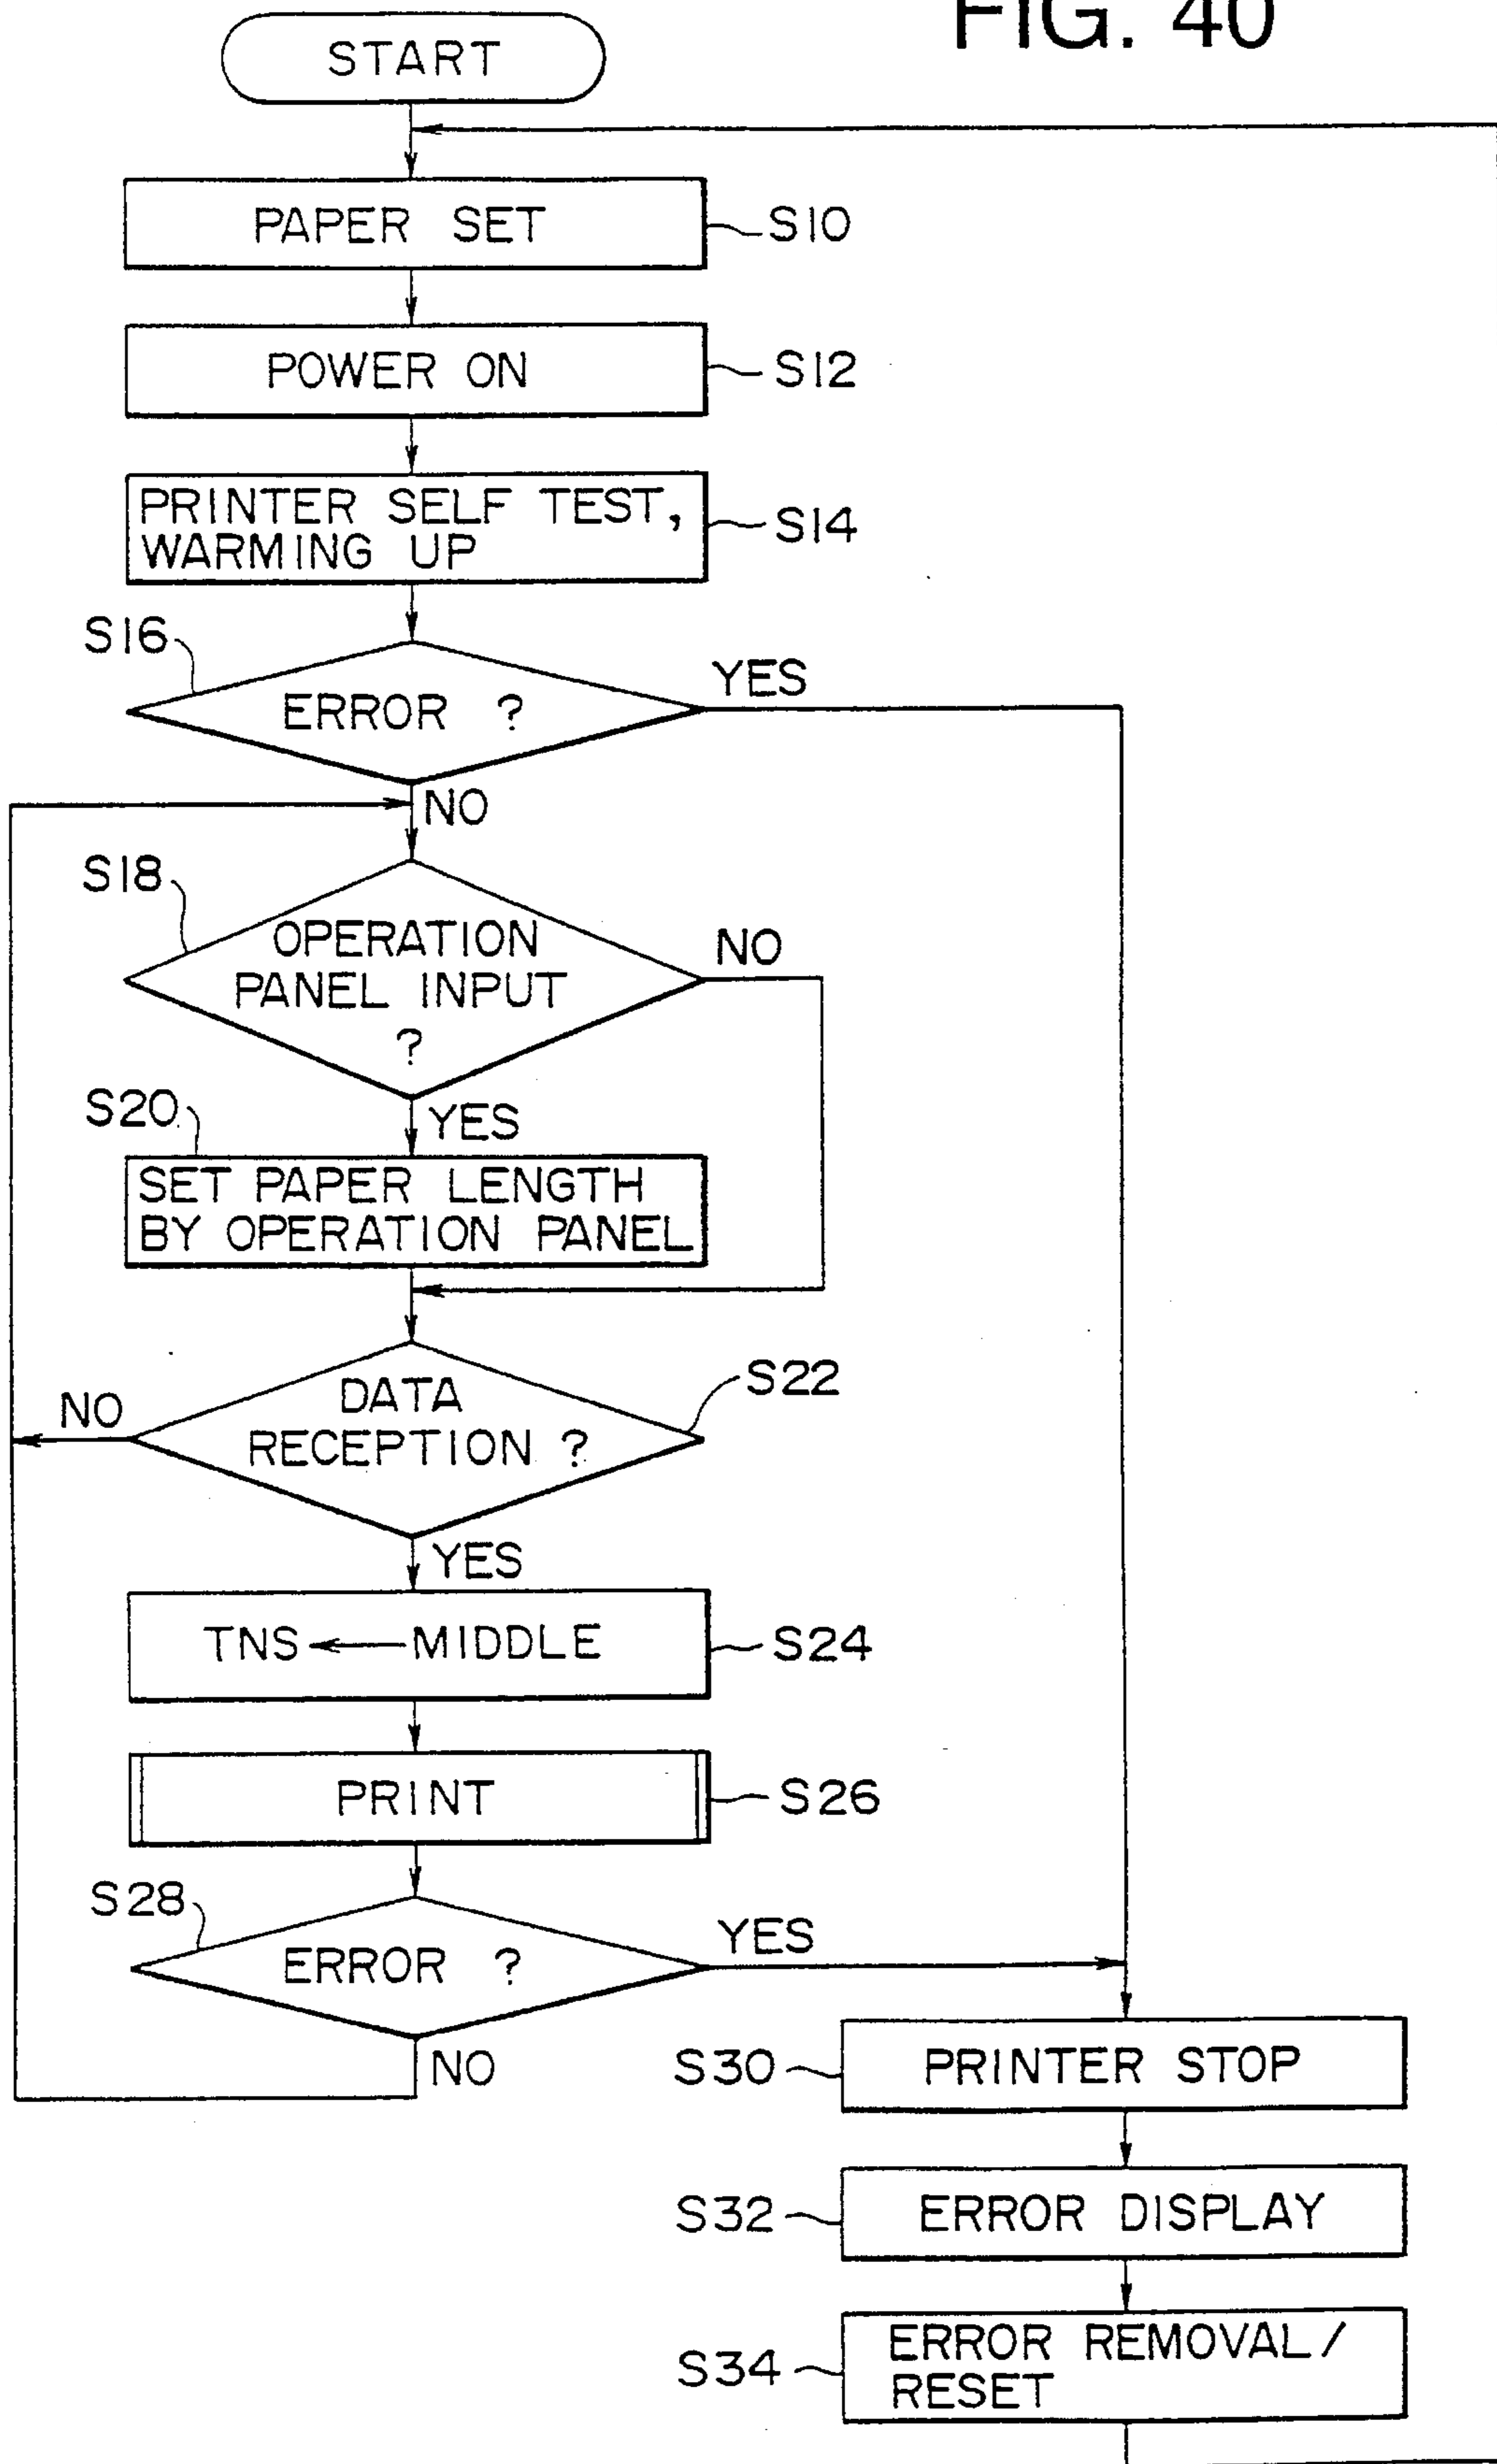 FIG. 40
START
PAPER SET
S10
POWER ON
S12
PRINTER SELF TEST,
WARMING UP
S14
S16
ERROR ?
YES
NO
S18
OPERATION
PANEL INPUT
?
NO
YES
S20
SET PAPER LENGTH
BY OPERATION PANEL
DATA
RECEPTION ?
S22
NO
YES
TNS ← MIDDLE
S24
PRINT
S26
S28
ERROR ?
YES
NO
S30
PRINTER STOP
S32
ERROR DISPLAY
S34
ERROR REMOVAL/
RESET